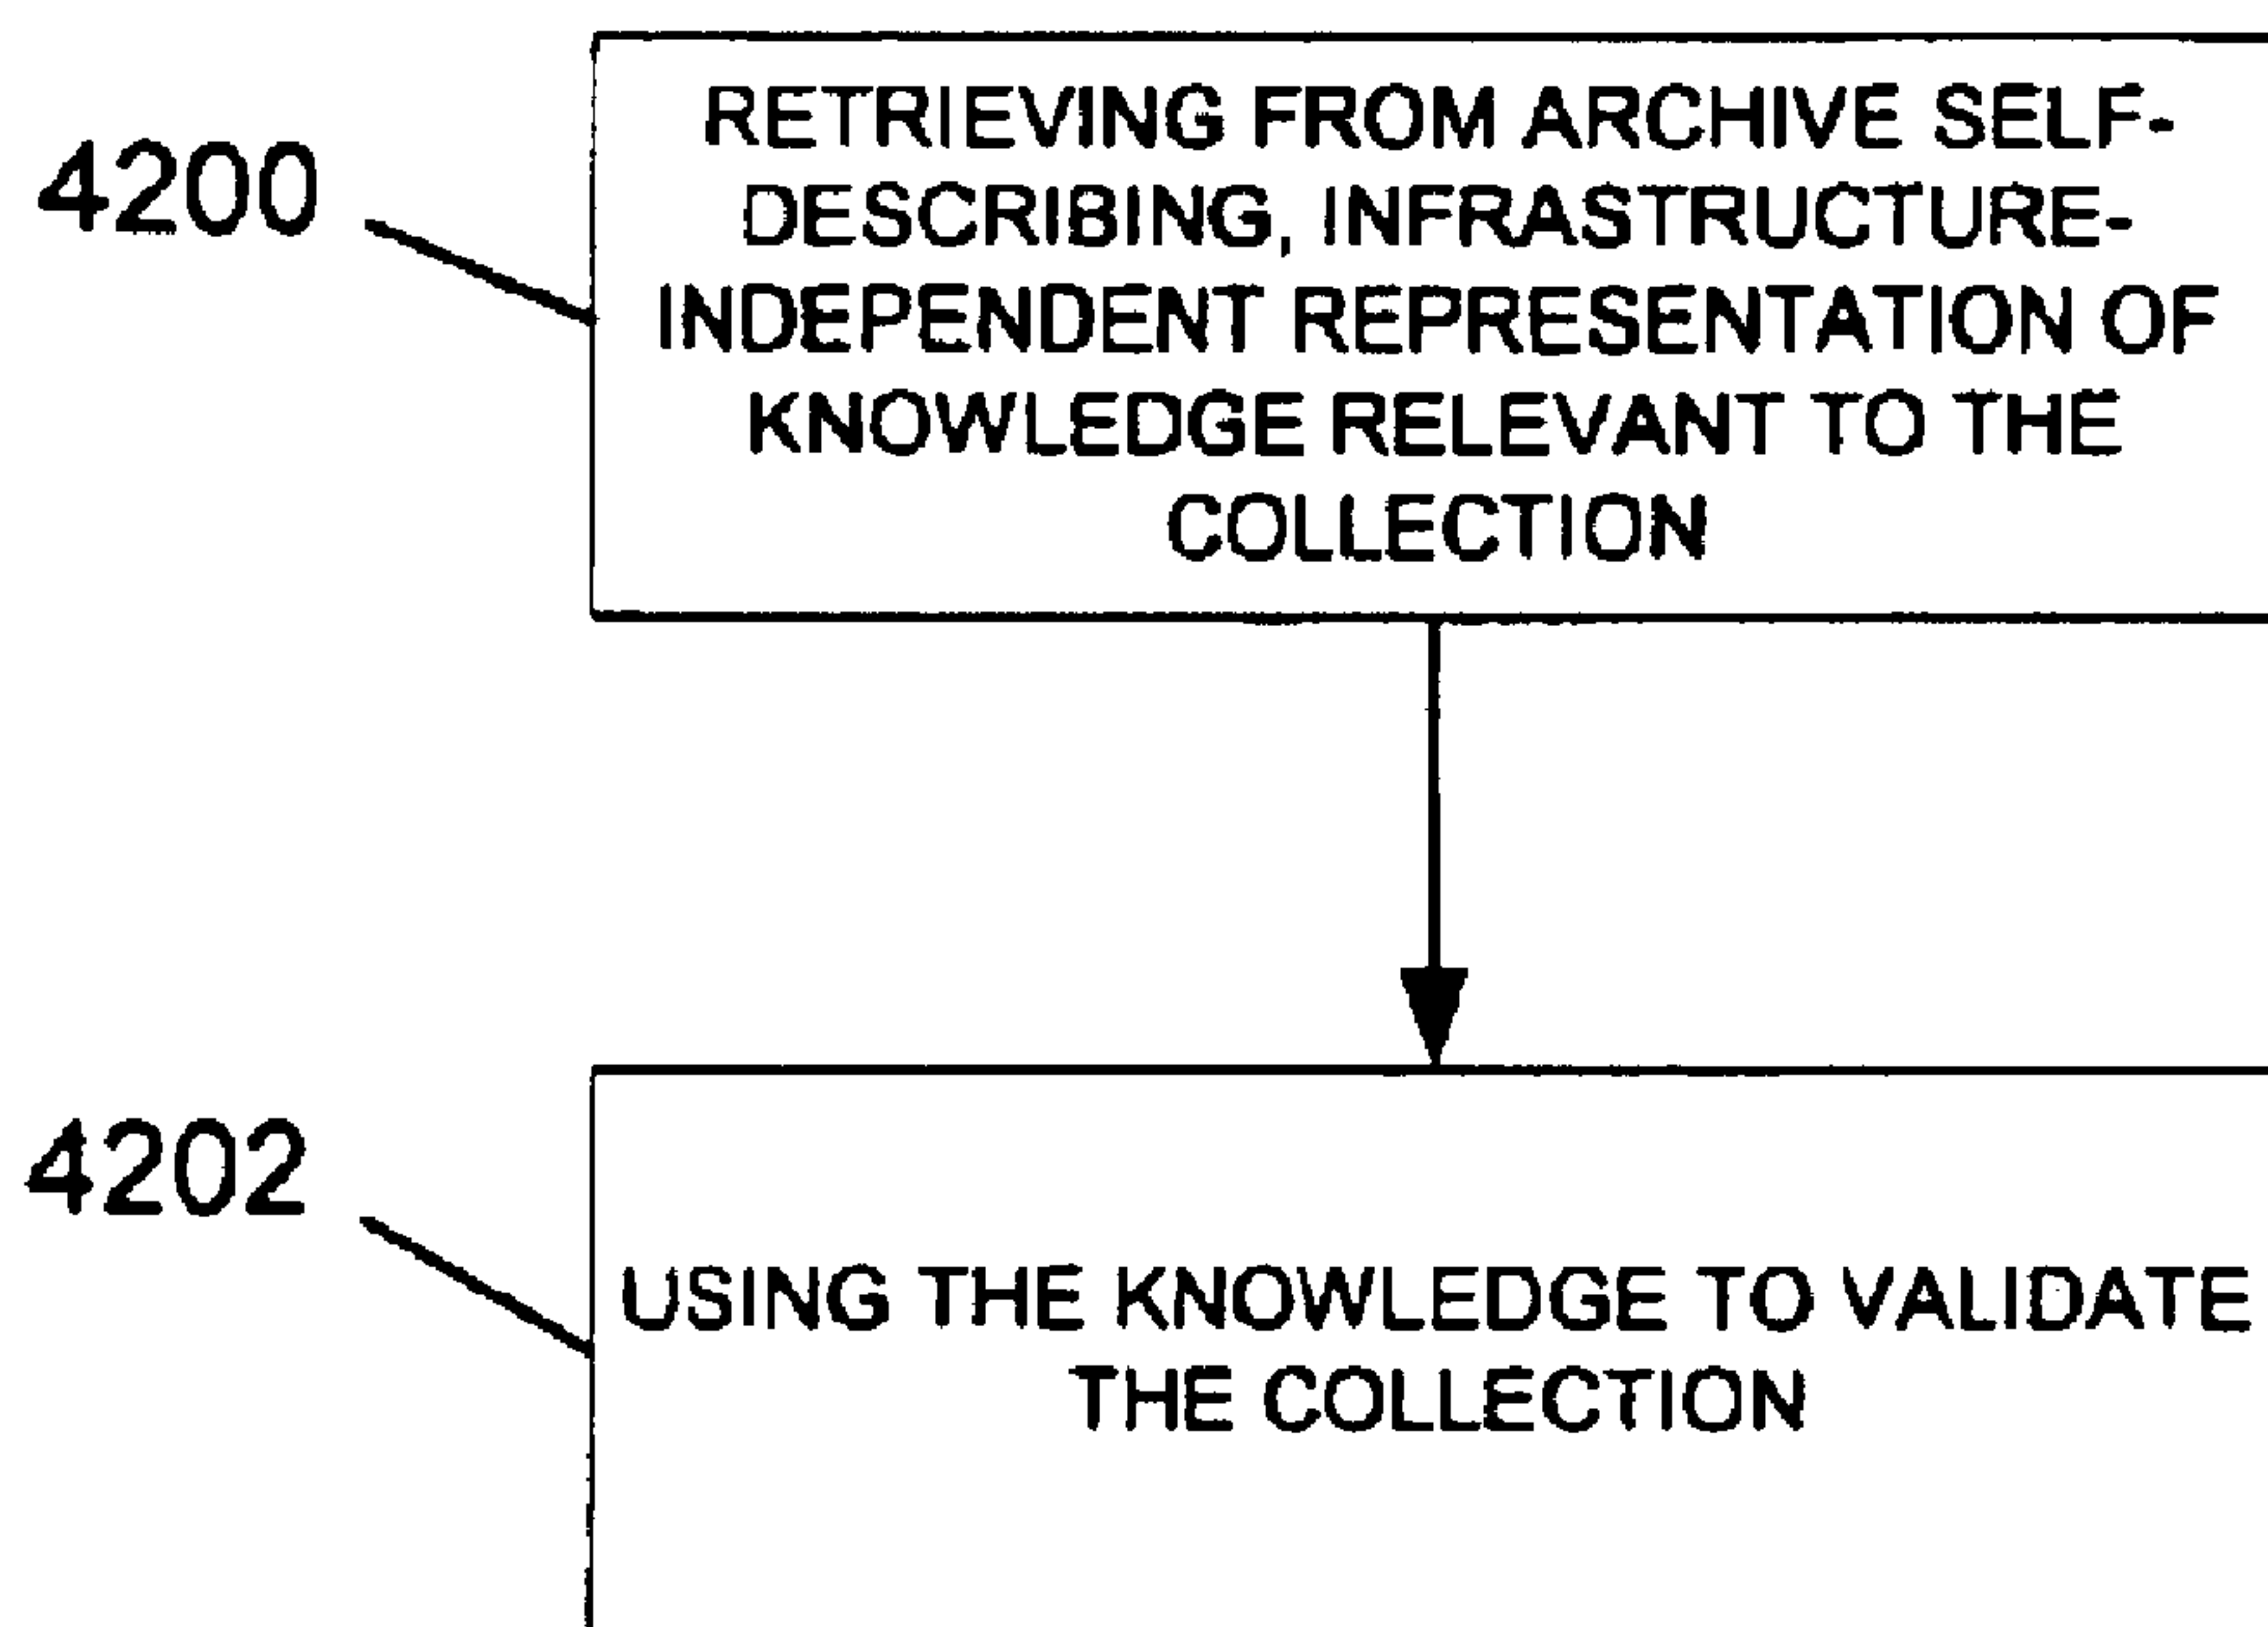 4200
RETRIEVING FROM ARCHIVE SELF-
DESCRIBING, INFRASTRUCTURE-
INDEPENDENT REPRESENTATION OF
KNOWLEDGE RELEVANT TO THE
COLLECTION
4202
USING THE KNOWLEDGE TO VALIDATE
THE COLLECTION